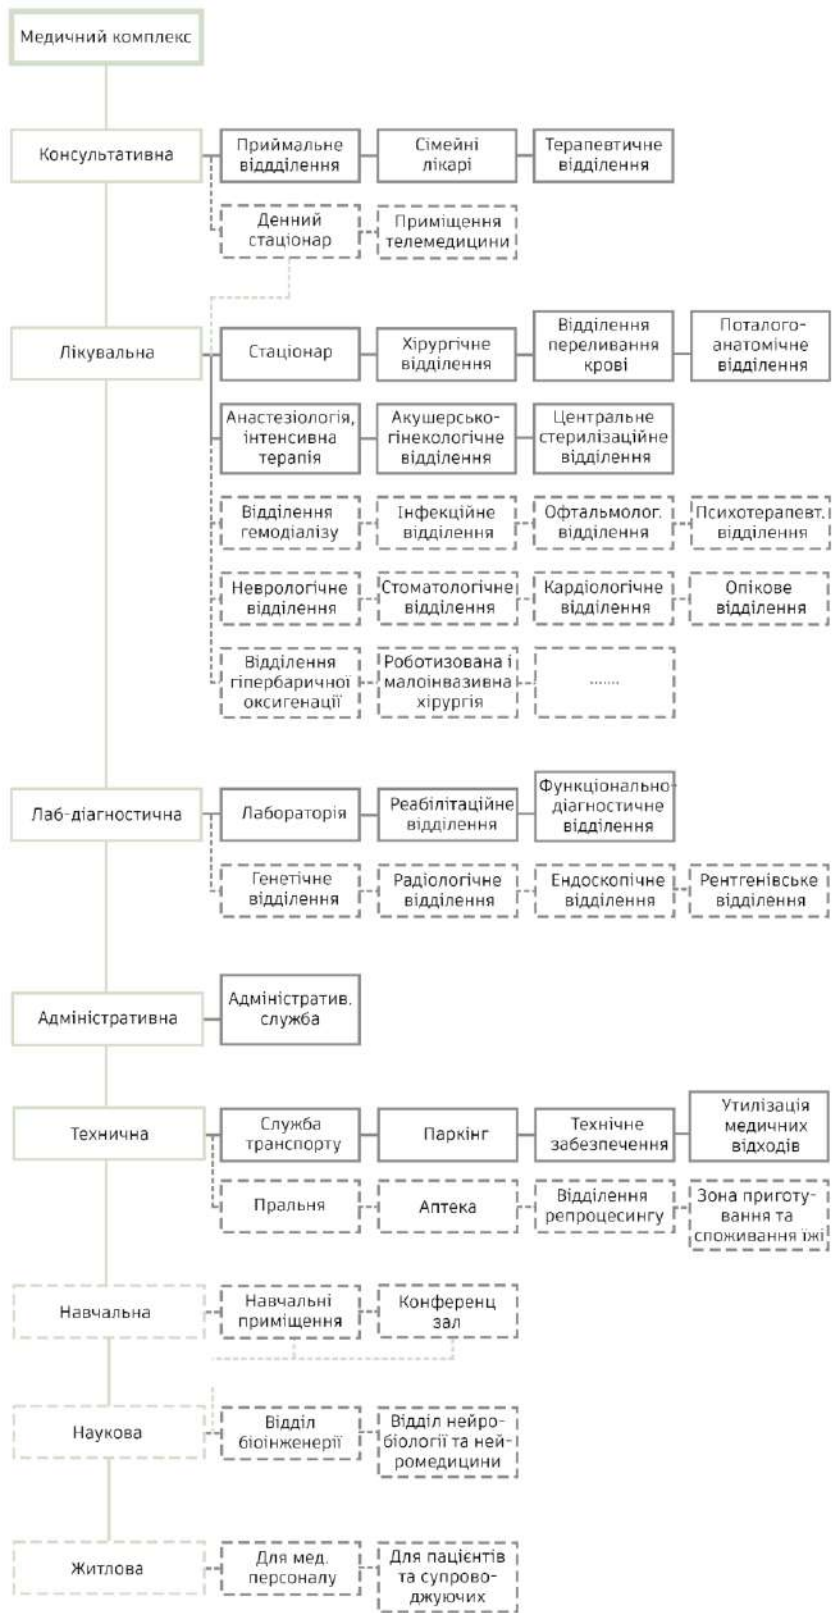 Медичний комплекс
Консультативна
Приймальне
віддділення
Сімейні
лікарі
Терапевтичне
відділення
Денний
стаціонар
Приміщення
телемедицини
Лікувальна
Стаціонар
Хірургічне
відділення
Відділення
переливання
крові
Поталого-
анатомічне
відділення
Анастезіологія,
інтенсивна
терапія
Акушерсько-
гінекологічне
відділення
Центральне
стерилізаційне
відділення
Відділення
гемодіалізу
Інфекційне
відділення
Офтальмолог.
відділення
Психотерапевт.
відділення
Неврологічне
відділення
Стоматологічне
відділення
Кардіологічне
відділення
Опікове
відділення
Відділення
гіпербаричної
оксигенації
Роботизована і
малоінвазивна
хірургія
.......
Лаб-діагностична
Лабораторія
Реабілітаційне
відділення
Функціонально-
діагностичне
відділення
Генетічне
відділення
Радіологічне
відділення
Ендоскопічне
відділення
Рентгенівське
відділення
Адміністративна
Адміністратив.
служба
Технична
Служба
транспорту
Паркінг
Технічне
забезпечення
Утилізація
медичних
відходів
Пральня
Аптека
Відділення
репроцесингу
Зона приготу-
вання та
споживання їжі
Навчальна
Навчальні
приміщення
Конференц
зал
Наукова
Відділ
біоінженерії
Відділ нейро-
біології та ней-
ромедицини
Житлова
Для мед.
персоналу
Для пацієнтів
та супрово-
джуючих